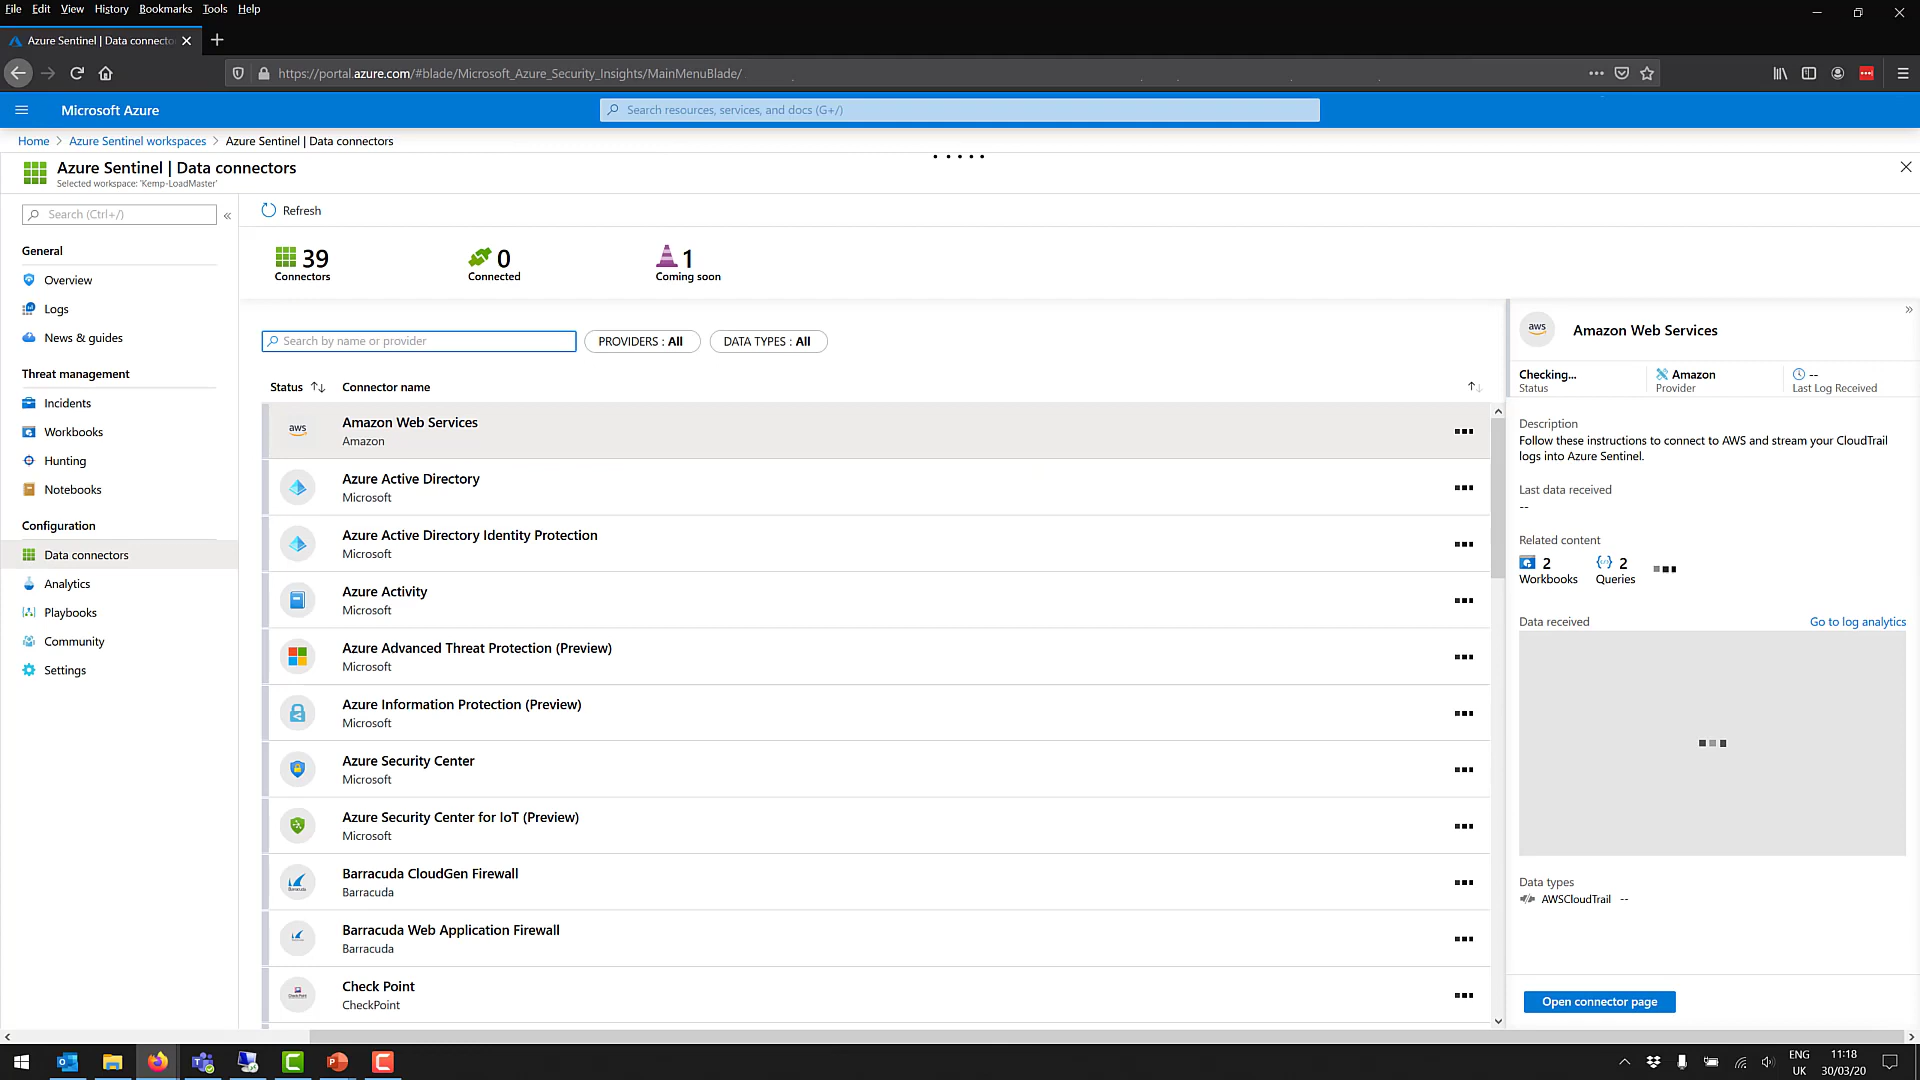 File Edit View History Bookmarks Tools Help
Azure Sentinel | Data connecto
https://portal.azure.com/#blade/Microsoft_Azure_Security_Insights/MainMenuBlade/
Microsoft Azure
Search resources, services, and docs (G+/)
Home > Azure Sentinel workspaces > Azure Sentinel | Data connectors
Azure Sentinel | Data connectors
Selected workspace: 'Kemp-LoadMaster'
Search (Ctrl+/)
«
General
Overview
Logs
News & guides
Threat management
Incidents
Workbooks
Hunting
Notebooks
Configuration
Data connectors
Analytics
Playbooks
Community
Settings
Refresh
39
Connectors
0
Connected
1
Coming soon
Search by name or provider
PROVIDERS : All
DATA TYPES : All
Status
Connector name
aws
Amazon Web Services
Amazon
Azure Active Directory
Microsoft
Azure Active Directory Identity Protection
Microsoft
Azure Activity
Microsoft
Azure Advanced Threat Protection (Preview)
Microsoft
Azure Information Protection (Preview)
Microsoft
Azure Security Center
Microsoft
Azure Security Center for IoT (Preview)
Microsoft
Barracuda CloudGen Firewall
Barracuda
Barracuda Web Application Firewall
Barracuda
Check Point
CheckPoint
»
aws
Amazon Web Services
Checking...
Status
Amazon
Provider
--
Last Log Received
Description
Follow these instructions to connect to AWS and stream your CloudTrail
logs into Azure Sentinel.
Last data received
--
Related content
2
Workbooks
2
Queries
Data received
Go to log analytics
Data types
AWSCloudTrail --
Open connector page
ENG
UK
11:18
30/03/20